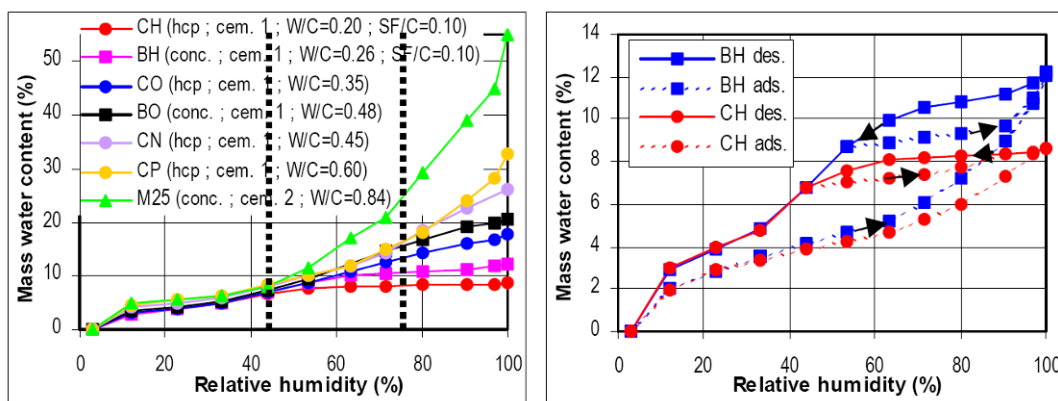 CH (hcp ; cem. 1 ; W/C=0.20 ; SF/C=0.10)
BH (conc. ; cem. 1 ; W/C=0.26 ; SF/C=0.10)
CO (hcp ; cem. 1 ; W/C=0.35)
BO (conc. ; cem. 1 ; W/C=0.48)
CN (hcp ; cem. 1 ; W/C=0.45)
CP (hcp ; cem. 1 ; W/C=0.60)
M25 (conc. ; cem. 2 ; W/C=0.84)
50
40
30
20
10
0
Mass water content (%)
0 20 40 60 80 100
Relative humidity (%)
14
12
10
8
6
4
2
0
Mass water content (%)
BH des.
BH ads.
CH des.
CH ads.
0 20 40 60 80 100
Relative humidity (%)